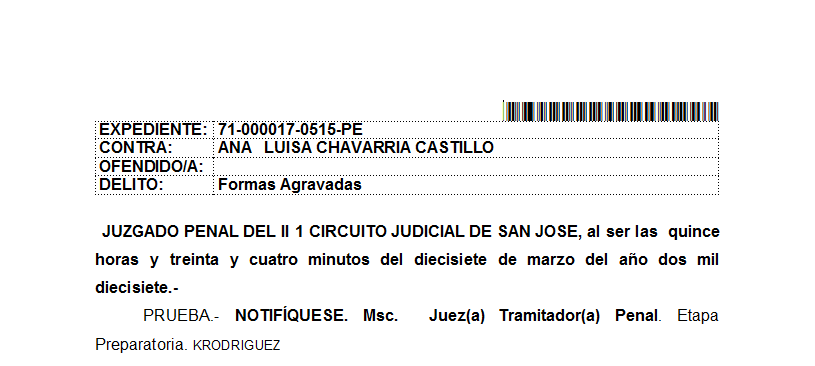 EXPEDIENTE: 71-000017-0515-PE
CONTRA: ANA LUISA CHAVARRIA CASTILLO
OFENDIDO/A:
DELITO: Formas Agravadas
JUZGADO PENAL DEL II 1 CIRCUITO JUDICIAL DE SAN JOSE, al ser las quince
horas y treinta y cuatro minutos del diecisiete de marzo del año dos mil
diecisiete.-
PRUEBA.- NOTIFÍQUESE. Msc. Juez(a) Tramitador(a) Penal. Etapa
Preparatoria. KRODRIGUEZ